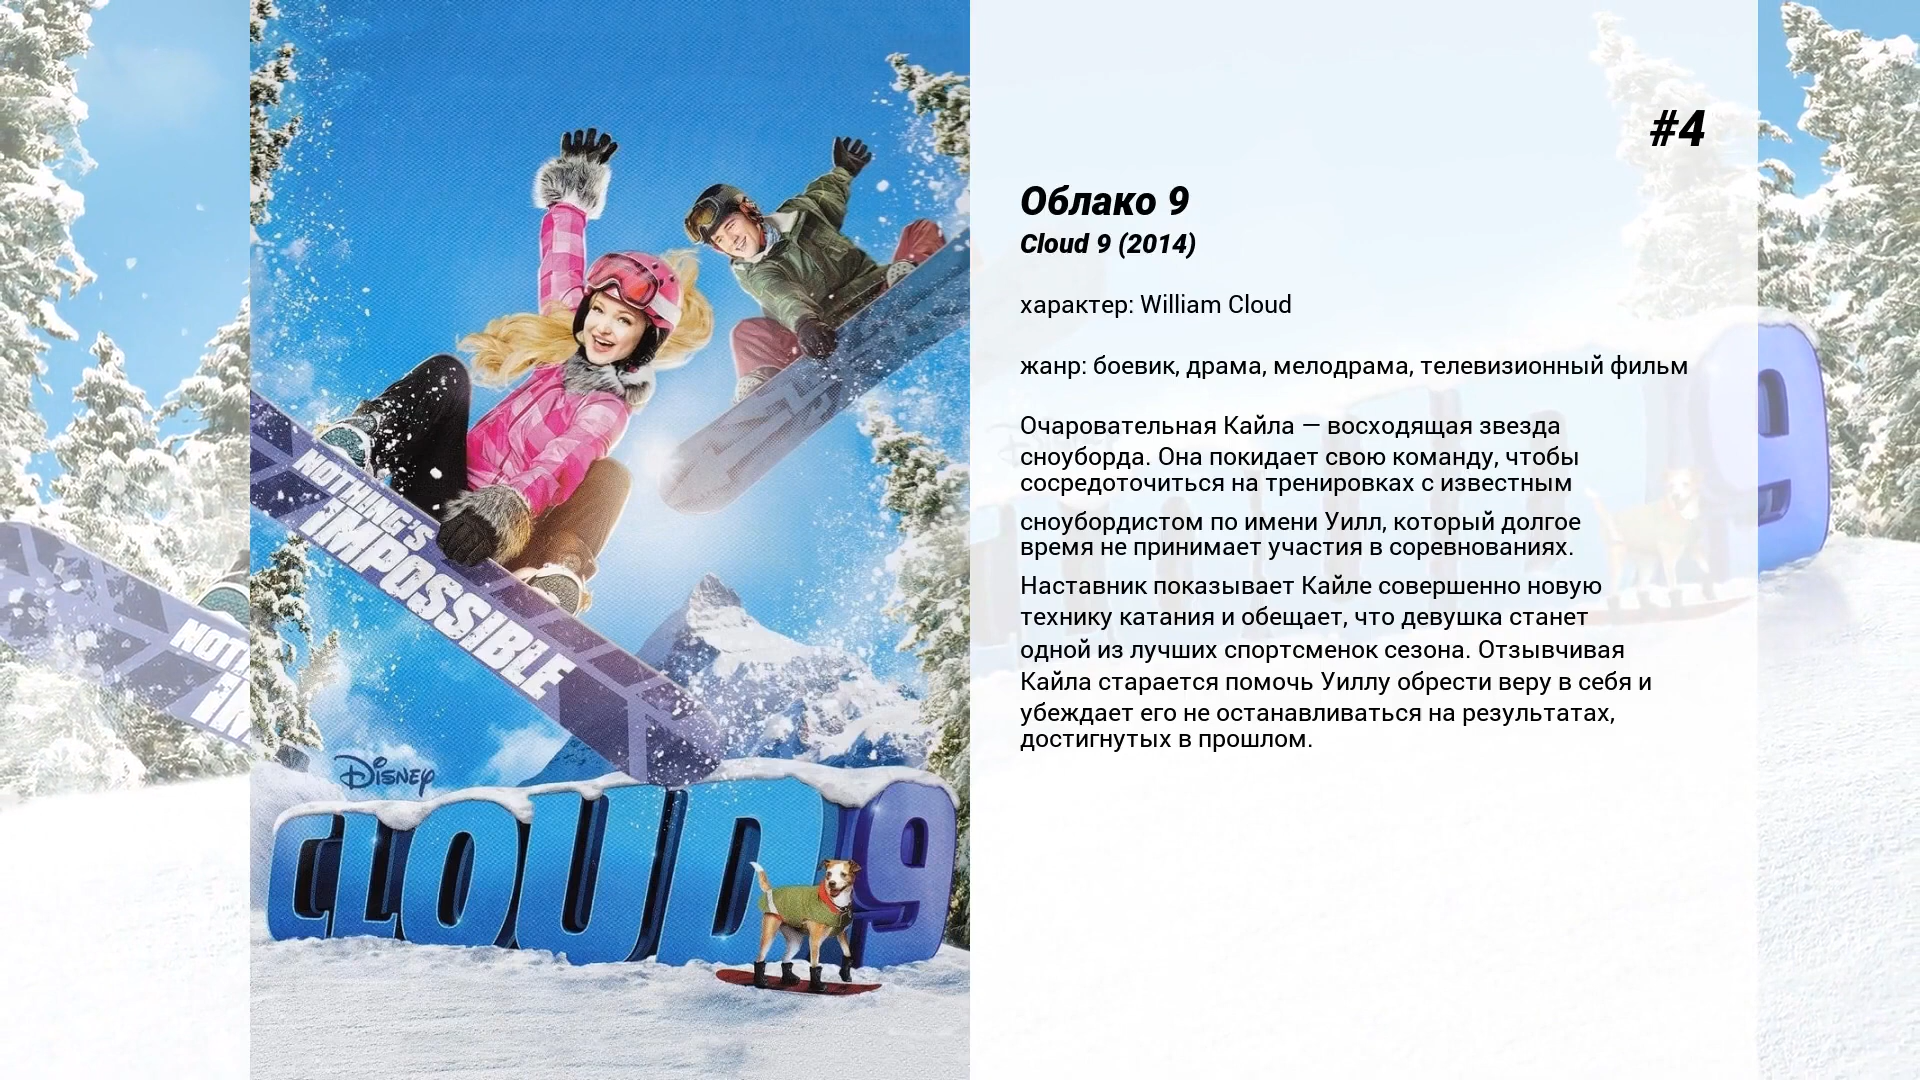 #4
Облако 9
Cloud 9 (2014)
характер: William Cloud
жанр: боевик, драма, мелодрама, телевизионный фильм
Очаровательная Кайла — восходящая звезда
сноуборда. Она покидает свою команду, чтобы
сосредоточиться на тренировках с известным
сноубордистом по имени Уилл, который долгое
время не принимает участия в соревнованиях.
Наставник показывает Кайле совершенно новую
технику катания и обещает, что девушка станет
одной из лучших спортсменок сезона. Отзывчивая
Кайла старается помочь Уиллу обрести веру в себя и
убеждает его не останавливаться на результатах,
достигнутых в прошлом.
NOTHING'S
IMPOSSIBLE
DISNEY
CLOUD 9
NOT
IM
9